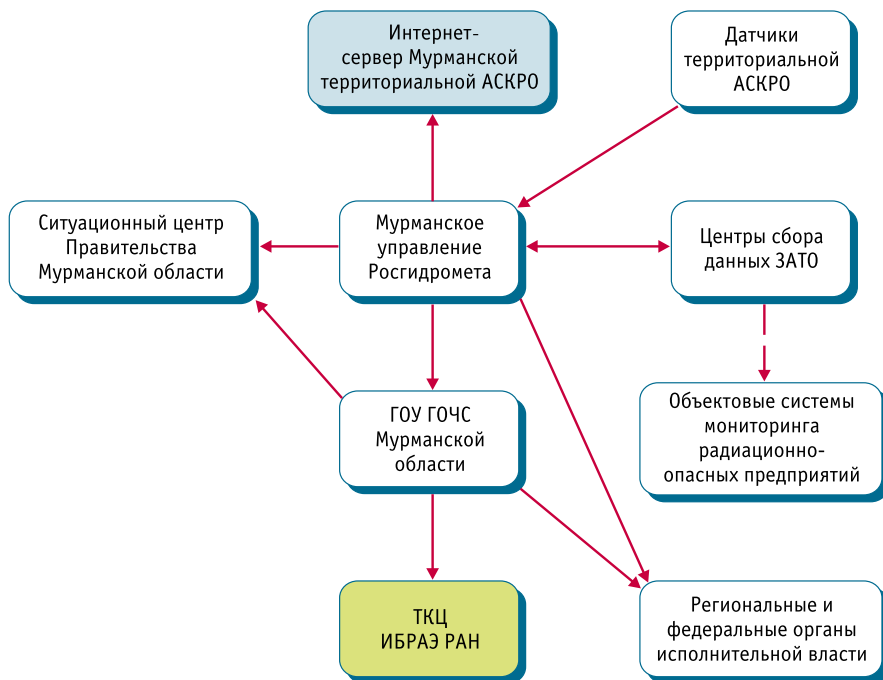 Интернет-
сервер Мурманской
территориальной АСКРО
Датчики
территориальной
АСКРО
Ситуационный центр
Правительства
Мурманской области
Мурманское
управление
Росгидромета
Центры сбора
данных ЗАТО
ГОУ ГОЧС
Мурманской
области
Объектовые системы
мониторинга
радиационно-
опасных предприятий
ТКЦ
ИБРАЭ РАН
Региональные и
федеральные органы
исполнительной власти